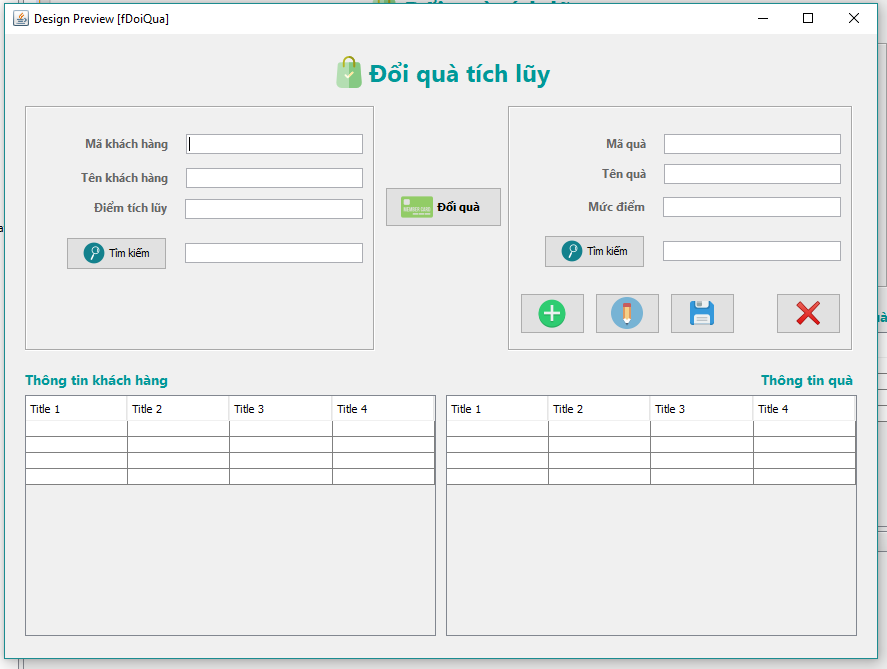 Design Preview [fDoiQua]
Đổi quà tích lũy
Mã khách hàng
Tên khách hàng
Điểm tích lũy
Tìm kiếm
Đổi quà
Mã quà
Tên quà
Mức điểm
Tìm kiếm
Thông tin khách hàng
Thông tin quà
Title 1 Title 2 Title 3 Title 4
Title 1 Title 2 Title 3 Title 4